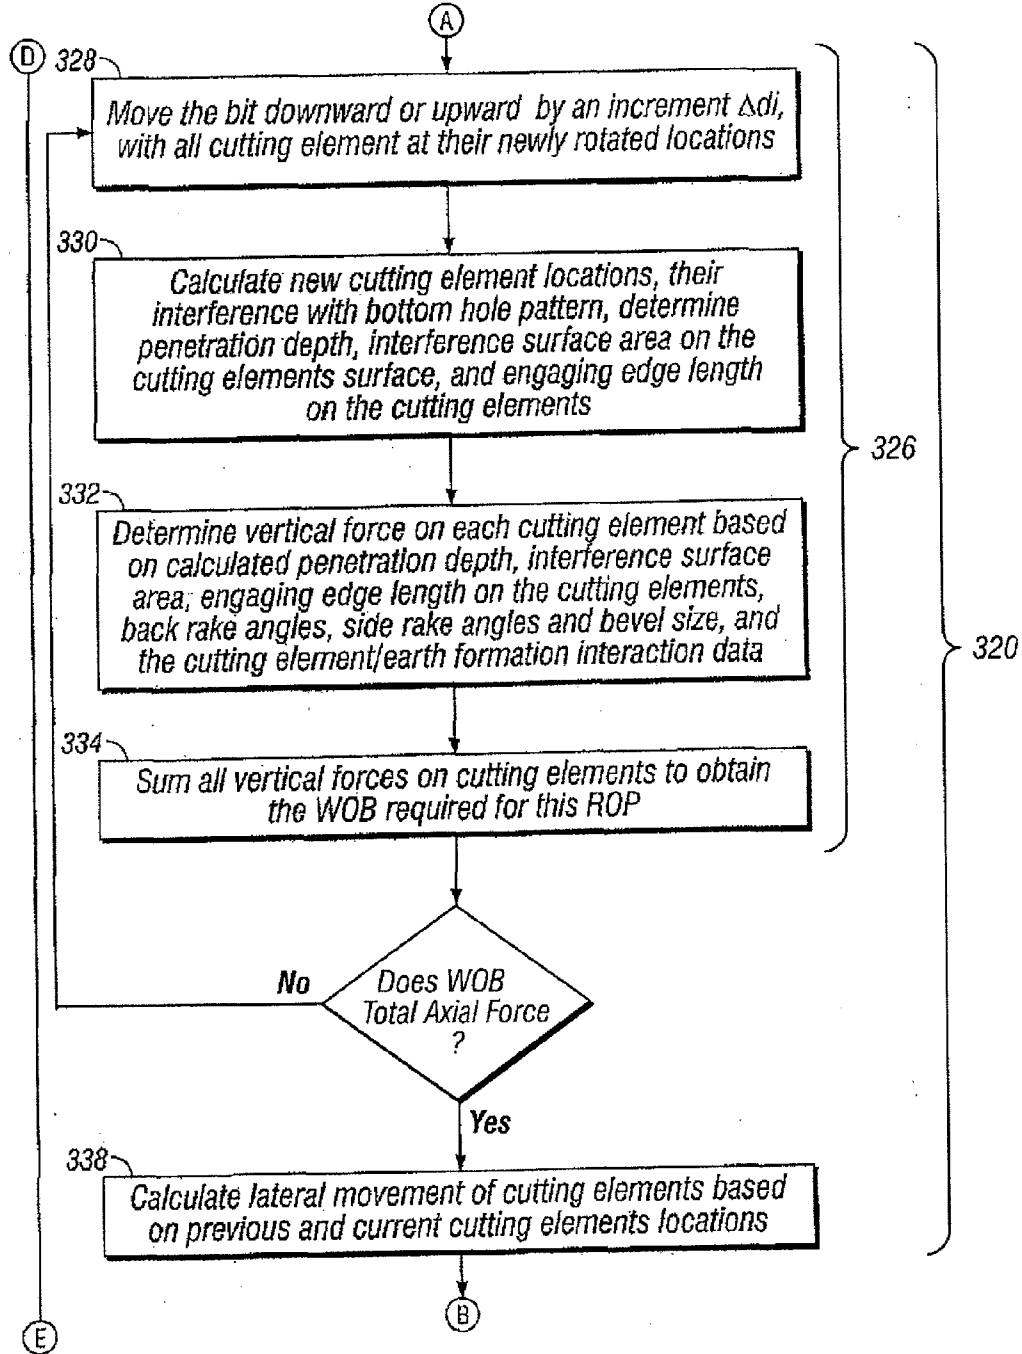 A
D
328
Move the bit downward or upward by an increment Δdi,
with all cutting element at their newly rotated locations
330
Calculate new cutting element locations, their
interference with bottom hole pattern, determine
penetration depth, interference surface area on the
cutting elements surface, and engaging edge length
on the cutting elements
326
332
Determine vertical force on each cutting element based
on calculated penetration depth, interference surface
area, engaging edge length on the cutting elements,
back rake angles, side rake angles and bevel size, and
the cutting element/earth formation interaction data
320
334
Sum all vertical forces on cutting elements to obtain
the WOB required for this ROP
No
Does WOB
Total Axial Force
?
Yes
338
Calculate lateral movement of cutting elements based
on previous and current cutting elements locations
B
E